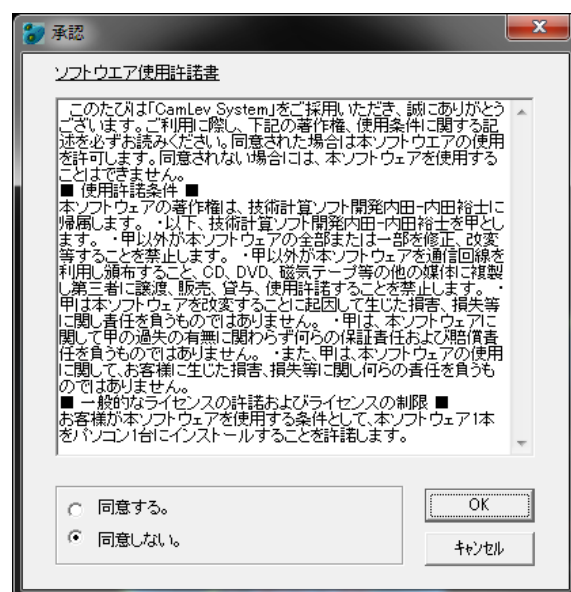 承認
ソフトウエア使用許諾書
このたびは「CamLev System」をご採用いただき、誠にありがとう
ございます。ご利用に際し、下記の著作権、使用条件に関する記
述を必ずお読みください。同意された場合は本ソフトウエアの使用
を許可します。同意されない場合には、本ソフトウェアを使用する
ことはできません。
■ 使用許諾条件 ■
本ソフトウェアの著作権は、技術計算ソフト開発内田-内田裕士に
帰属します。 ・以下、技術計算ソフト開発内田-内田裕士を甲とし
ます。 ・甲以外が本ソフトウェアの全部または一部を修正、改変
等することを禁止します。 ・甲以外が本ソフトウェアを通信回線を
利用し頒布すること、CD、DVD、磁気テープ等の他の媒体に複製
し第三者に譲渡、販売、貸与、使用許諾することを禁止します。 ・
甲は本ソフトウェアを改変することに起因して生じた損害、損失等
に関し責任を負うものではありません。 ・甲は、本ソフトウェアに
関して甲の過失の有無に関わらず何らの保証責任および賠償責
任を負うものではありません。 ・また、甲は、本ソフトウェアの使用
に関して、お客様に生じた損害、損失等に関し何らの責任を負うも
のではありません。
■ 一般的なライセンスの許諾およびライセンスの制限 ■
お客様が本ソフトウェアを使用する条件として、本ソフトウェア1本
をパソコン1台にインストールすることを許諾します。
同意する。
同意しない。
OK
キャンセル